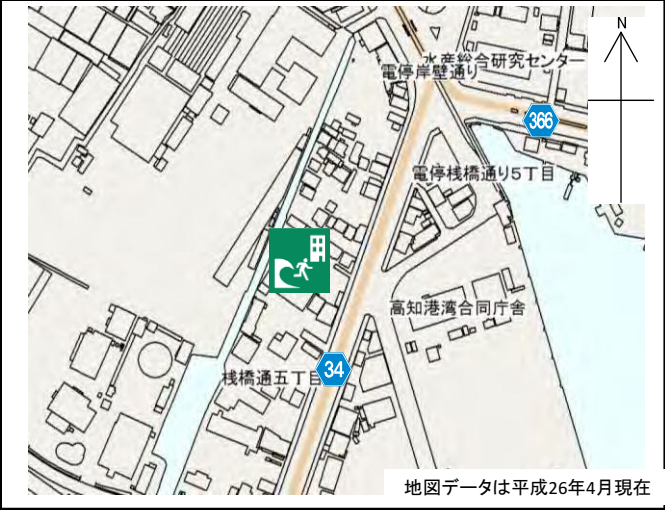 N
水産総合研究センター
電停岸壁通り
366
電停桟橋通り5丁目
高知港湾合同庁舎
34
桟橋通五丁目
地図データは平成26年4月現在